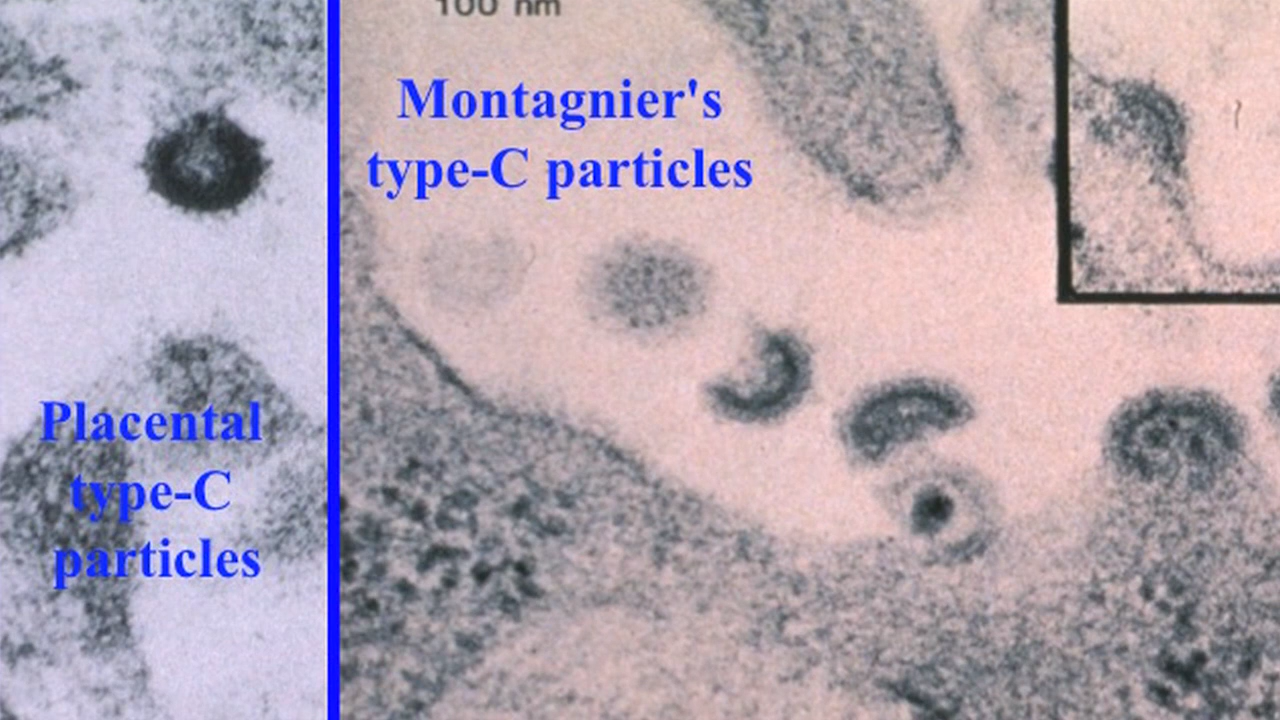 Placental
type-C
particles
100 nm
Montagnier's
type-C particles